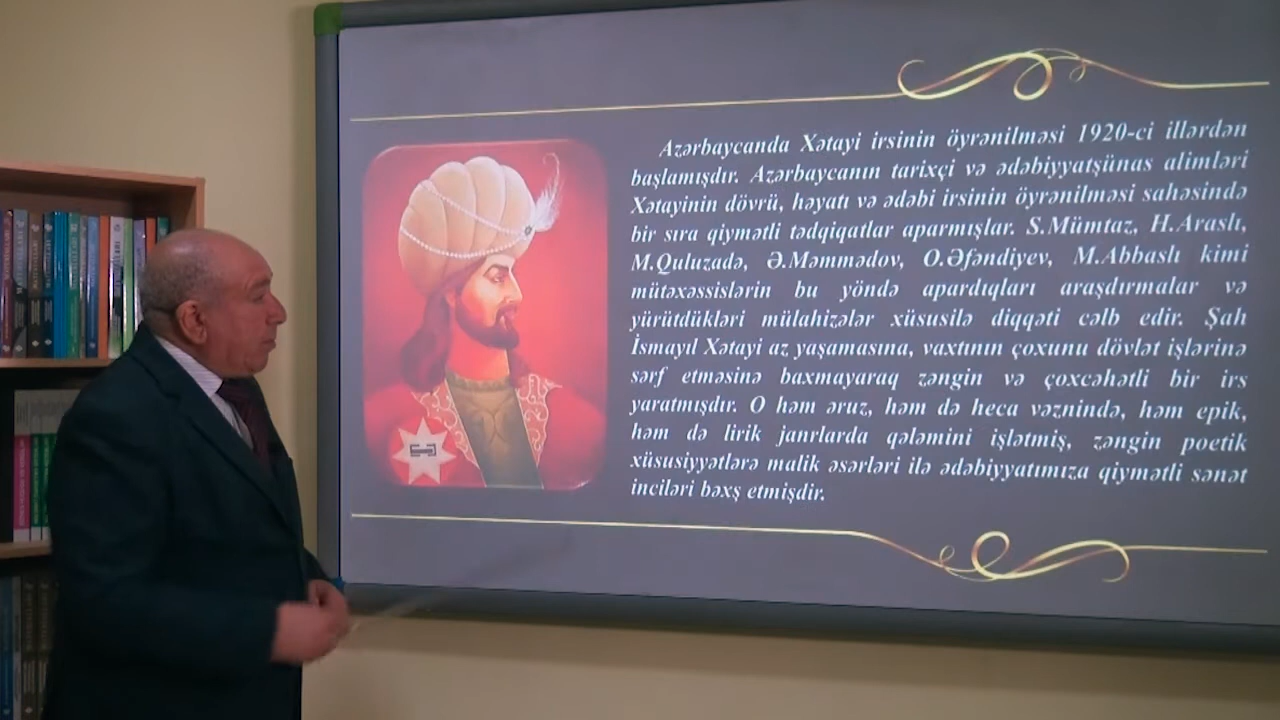 Azərbaycanda Xətayi irsinin öyrənilməsi 1920-ci illərdən
başlamışdır. Azərbaycanın tarixçi və ədəbiyyatşünas alimləri
Xətayinin dövrü, həyatı və ədəbi irsinin öyrənilməsi sahəsində
bir sıra qiymətli tədqiqatlar aparmışlar. S.Mümtaz, H.Araslı,
M.Quluzadə, Ə.Məmmədov, O.Əfəndiyev, M.Abbaslı kimi
mütəxəssislərin bu yöndə apardıqları araşdırmalar və
yürütdükləri mülahizələr xüsusilə diqqəti cəlb edir. Şah
İsmayıl Xətayi az yaşamasına, vaxtının çoxunu dövlət işlərinə
sərf etməsinə baxmayaraq zəngin və çoxcəhətli bir irs
yaratmışdır. O həm əruz, həm də heca vəznində, həm epik,
həm də lirik janrlarda qələmini işlətmiş, zəngin poetik
xüsusiyyətlərə malik əsərləri ilə ədəbiyyatımıza qiymətli sənət
inciləri bəxş etmişdir.